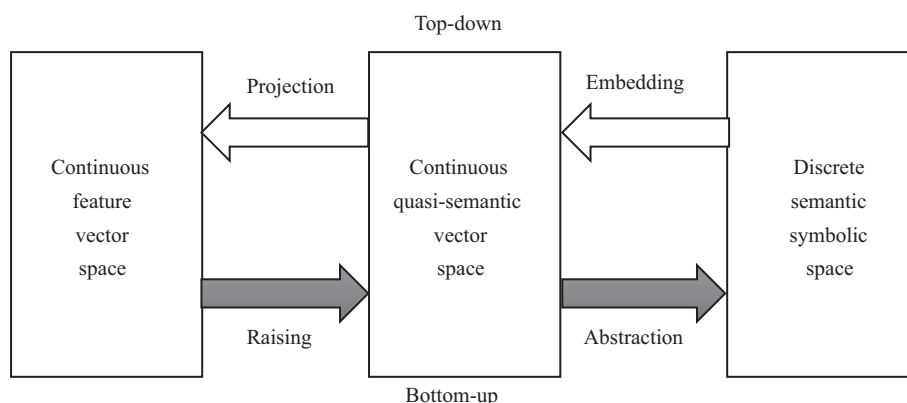 Top-down
Projection
Embedding
Continuous
feature
vector
space
Continuous
quasi-semantic
vector
space
Discrete
semantic
symbolic
space
Raising
Abstraction
Bottom-up